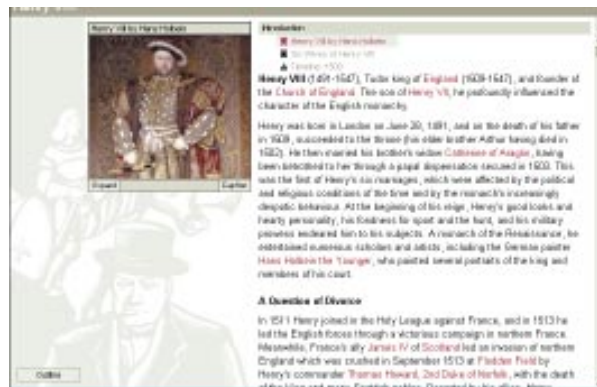 Henry VIII by Hans Holbein
Expand
Caption
Outline
Introduction
Henry VIII by Hans Holbein
Six Wives of Henry VIII
Timeline: 1500
Henry VIII (1491-1547), Tudor king of England (1509-1547), and founder of
the Church of England. The son of Henry VII, he profoundly influenced the
character of the English monarchy.
Henry was born in London on June 28, 1491, and on the death of his father
in 1509, succeeded to the throne (his elder brother Arthur having died in
1502). He then married his brother's widow Catherine of Aragón, having
been betrothed to her through a papal dispensation secured in 1503. This
was the first of Henry's six marriages, which were affected by the political
and religious conditions of the time and by the monarch's increasingly
despotic behaviour. At the beginning of his reign, Henry's good looks and
hearty personality, his fondness for sport and the hunt, and his military
prowess endeared him to his subjects. A monarch of the Renaissance, he
entertained numerous scholars and artists, including the German painter
Hans Holbein the Younger, who painted several portraits of the king and
members of his court.
A Question of Divorce
In 1511 Henry joined in the Holy League against France, and in 1513 he
led the English forces through a victorious campaign in northern France.
Meanwhile, France's ally James IV of Scotland led an invasion of northern
England which was crushed in September 1513 at Flodden Field by
Henry's commander Thomas Howard, 2nd Duke of Norfolk, with the death